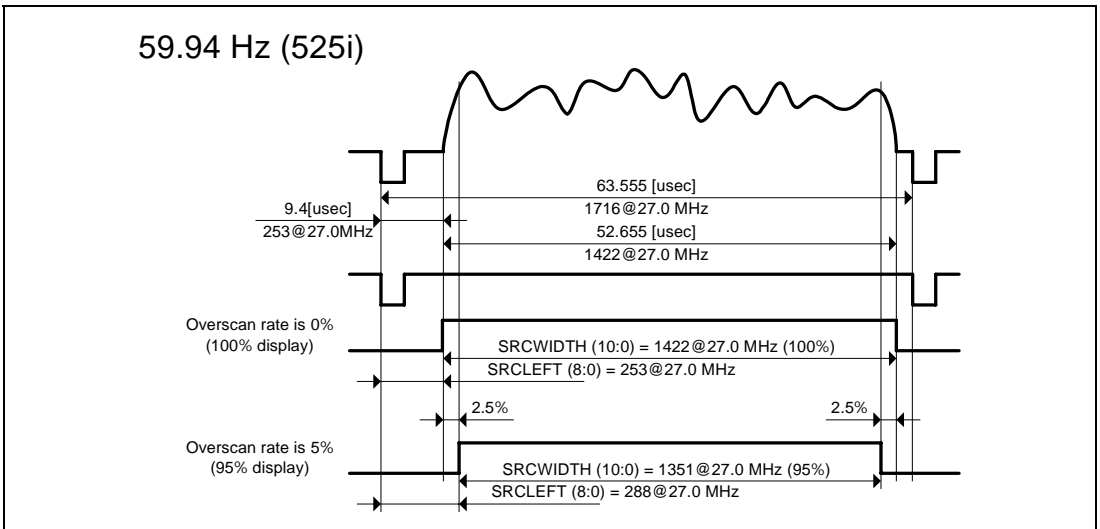 59.94 Hz (525i)
63.555 [usec]
1716@27.0 MHz
9.4[usec]
253@27.0MHz
52.655 [usec]
1422@27.0 MHz
Overscan rate is 0%
(100% display)
SRCWIDTH (10:0) = 1422@27.0 MHz (100%)
SRCLEFT (8:0) = 253@27.0 MHz
2.5%
2.5%
Overscan rate is 5%
(95% display)
SRCWIDTH (10:0) = 1351@27.0 MHz (95%)
SRCLEFT (8:0) = 288@27.0 MHz